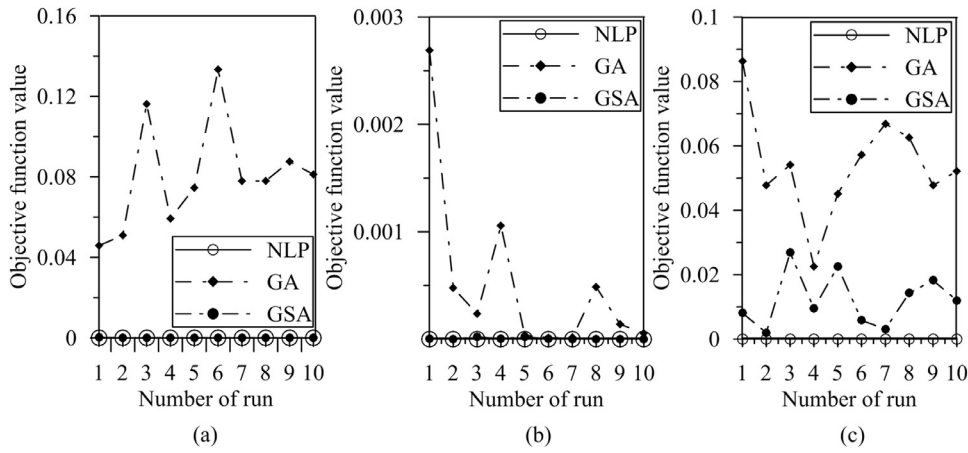 Objective function value
0.16
0.12
0.08
0.04
0
NLP
GA
GSA
1 2 3 4 5 6 7 8 9 10
Number of run
(a)
Objective function value
0.003
0.002
0.001
0.000
NLP
GA
GSA
1 2 3 4 5 6 7 8 9 10
Number of run
(b)
Objective function value
0.1
0.08
0.06
0.04
0.02
0
NLP
GA
GSA
1 2 3 4 5 6 7 8 9 10
Number of run
(c)